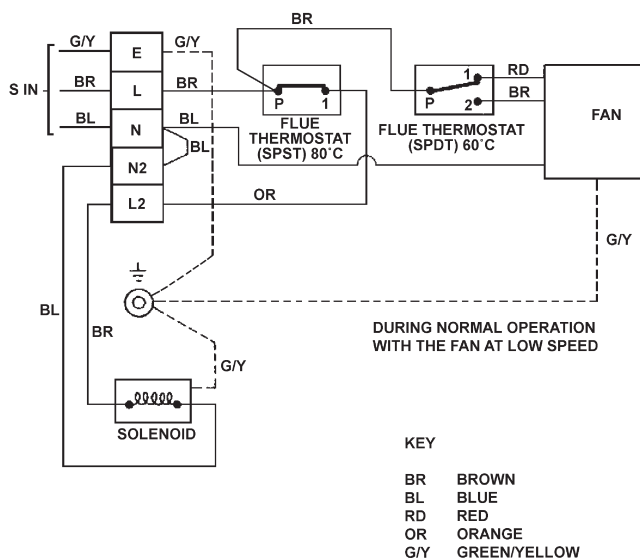 BR
G/Y
E
G/Y
S IN
BR
L
BR
P
1
FLUE
THERMOSTAT
(SPST) 80°C
1
P
2
FLUE THERMOSTAT
(SPDT) 60°C
RD
BR
FAN
BL
N
BL
BL
N2
L2
OR
G/Y
BL
BR
G/Y
SOLENOID
DURING NORMAL OPERATION
WITH THE FAN AT LOW SPEED
KEY
BR BROWN
BL BLUE
RD RED
OR ORANGE
G/Y GREEN/YELLOW